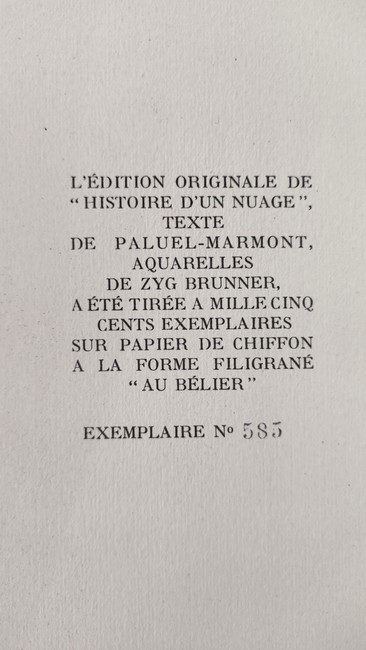 L'ÉDITION ORIGINALE DE
“HISTOIRE D'UN NUAGE”,
TEXTE
DE PALUEL-MARMONT,
AQUARELLES
DE ZYG BRUNNER,
A ÉTÉ TIRÉE A MILLE CINQ
CENTS EXEMPLAIRES
SUR PAPIER DE CHIFFON
A LA FORME FILIGRANÉ
“AU BÉLIER”
EXEMPLAIRE Nº 585